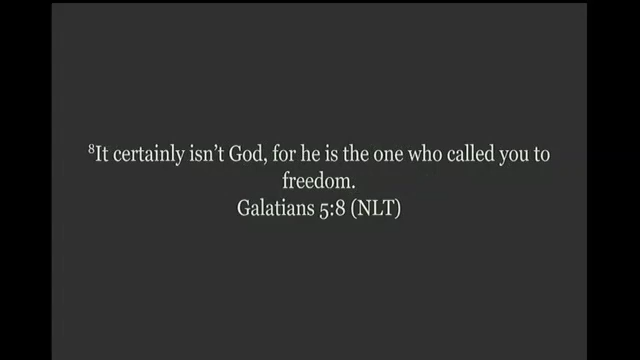 ⁸It certainly isn’t God, for he is the one who called you to
freedom.
Galatians 5:8 (NLT)